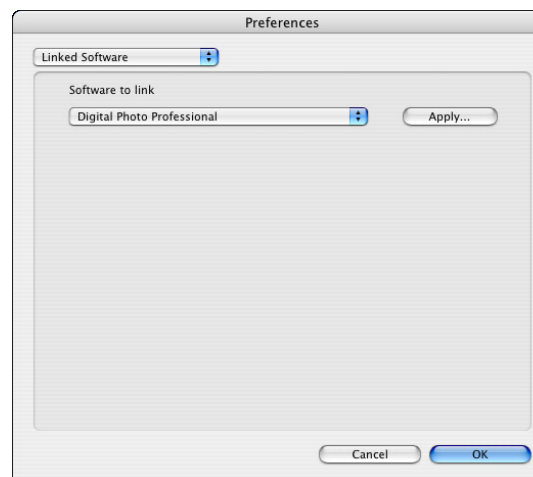 Preferences
Linked Software
Software to link
Digital Photo Professional
Apply...
Cancel
OK